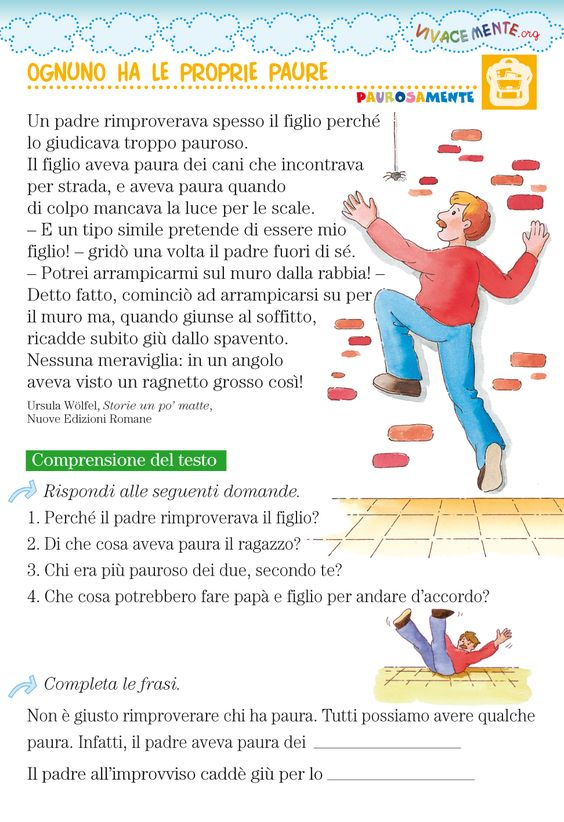 VIVACEMENTE.org
OGNUNO HA LE PROPRIE PAURE
PAUROSAMENTE
Un padre rimproverava spesso il figlio perché
lo giudicava troppo pauroso.
Il figlio aveva paura dei cani che incontrava
per strada, e aveva paura quando
di colpo mancava la luce per le scale.
– E un tipo simile pretende di essere mio
figlio! – gridò una volta il padre fuori di sé.
– Potrei arrampicarmi sul muro dalla rabbia! –
Detto fatto, cominciò ad arrampicarsi su per
il muro ma, quando giunse al soffitto,
ricadde subito giù dallo spavento.
Nessuna meraviglia: in un angolo
aveva visto un ragnetto grosso così!
Ursula Wölfel, Storie un po’ matte,
Nuove Edizioni Romane
Comprensione del testo
Rispondi alle seguenti domande.
1. Perché il padre rimproverava il figlio?
2. Di che cosa aveva paura il ragazzo?
3. Chi era più pauroso dei due, secondo te?
4. Che cosa potrebbero fare papà e figlio per andare d’accordo?
Completa le frasi.
Non è giusto rimproverare chi ha paura. Tutti possiamo avere qualche
paura. Infatti, il padre aveva paura dei
Il padre all’improvviso caddè giù per lo